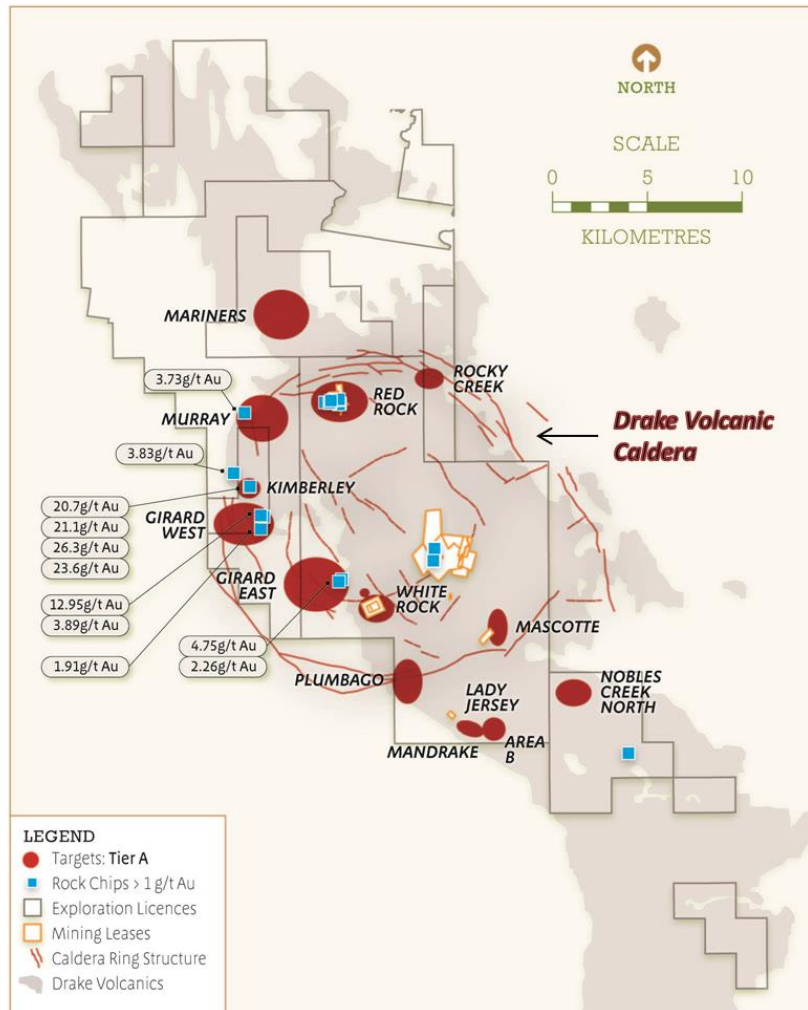 NORTH
SCALE
0 5 10
KILOMETRES
MARINERS
3.73g/t Au
MURRAY
RED
ROCK
ROCKY
CREEK
Drake Volcanic
Caldera
3.83g/t Au
KIMBERLEY
20.7g/t Au
21.1g/t Au
26.3g/t Au
23.6g/t Au
GIRARD
WEST
12.95g/t Au
3.89g/t Au
1.91g/t Au
GIRARD
EAST
4.75g/t Au
2.26g/t Au
WHITE
ROCK
MASCOTTE
PLUMBAGO
LADY
JERSEY
MANDRAKE
AREA
B
NOBLES
CREEK
NORTH
LEGEND
Targets: Tier A
Rock Chips > 1 g/t Au
Exploration Licences
Mining Leases
Caldera Ring Structure
Drake Volcanics